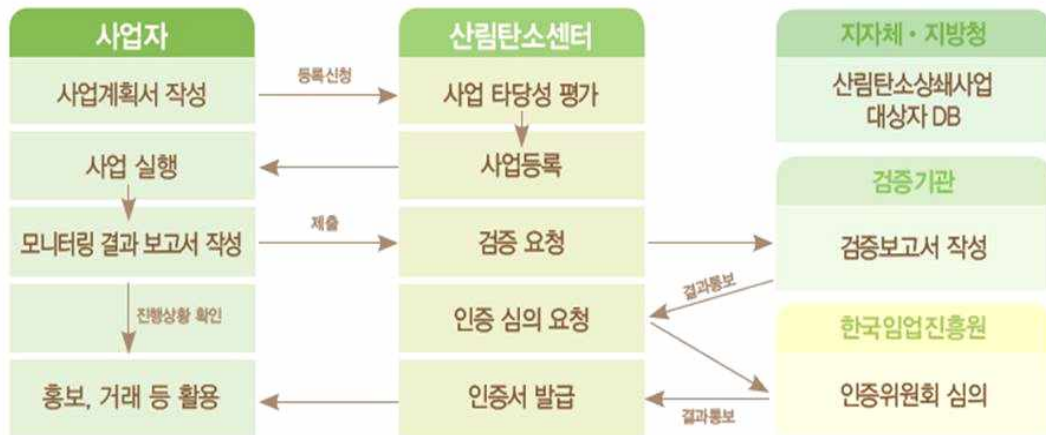 사업자
산림탄소센터
지자체・지방청
사업계획서 작성
등록신청
사업 타당성 평가
산림탄소상쇄사업
대상자 DB
사업 실행
사업등록
검증기관
모니터링 결과 보고서 작성
제출
검증 요청
검증보고서 작성
결과통보
진행상황 확인
인증 심의 요청
한국임업진흥원
홍보, 거래 등 활용
인증서 발급
결과통보
인증위원회 심의